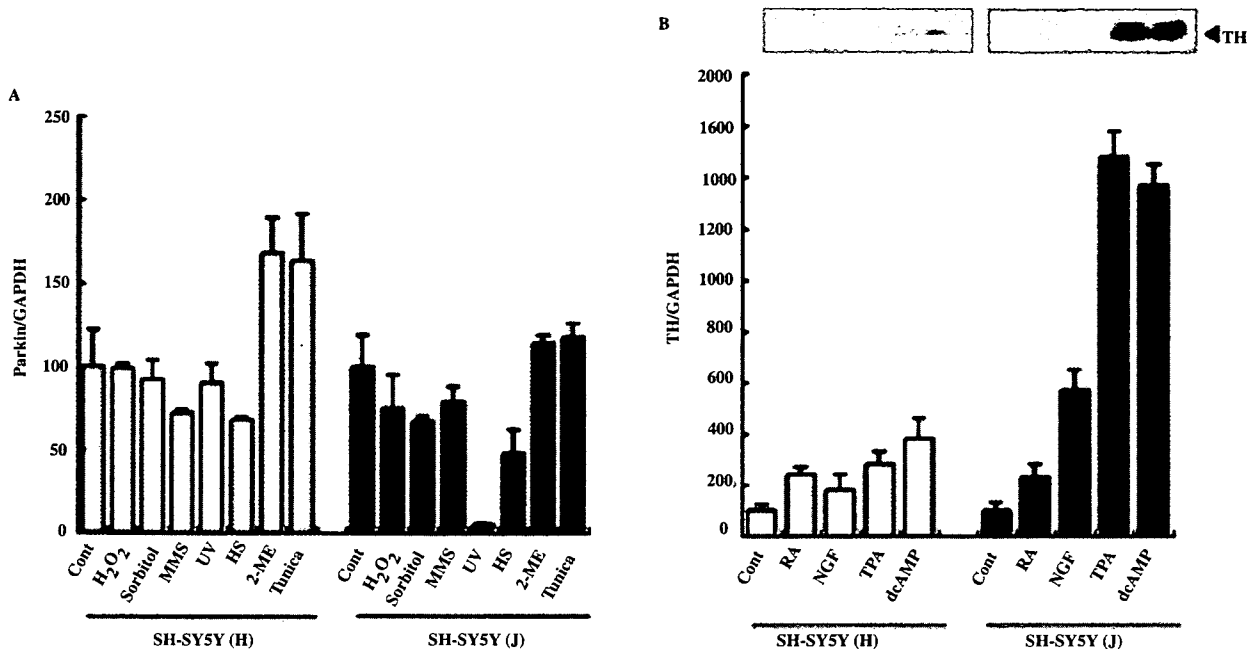 A
250
200
150
100
50
0
Parkin/GAPDH
Cont H2O2 Sorbitol MMS UV HS 2-ME Tunica
Cont H2O2 Sorbitol MMS UV HS 2-ME Tunica
SH-SY5Y (H) SH-SY5Y (J)
B
TH
2000
1600
1000
1200
1000
800
600
400
200
0
TH/GAPDH
Cont RA NGF TPA dcAMP
Cont RA NGF TPA dcAMP
SH-SY5Y (H) SH-SY5Y (J)